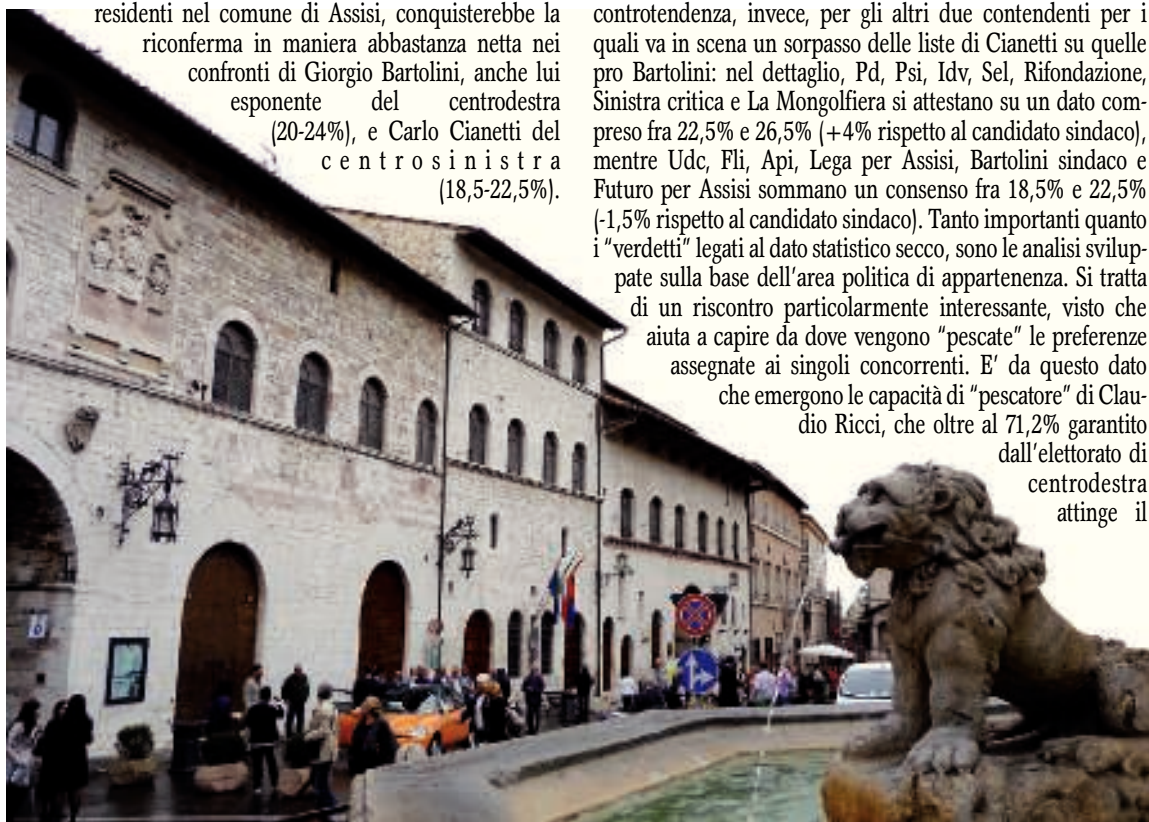 residenti nel comune di Assisi, conquisterebbe la
riconferma in maniera abbastanza netta nei
confronti di Giorgio Bartolini, anche lui
esponente del centrodestra
(20-24%), e Carlo Cianetti del
centrosinistra
(18,5-22,5%).
controtendenza, invece, per gli altri due contendenti per i
quali va in scena un sorpasso delle liste di Cianetti su quelle
pro Bartolini: nel dettaglio, Pd, Psi, Idv, Sel, Rifondazione,
Sinistra critica e La Mongolfiera si attestano su un dato com-
preso fra 22,5% e 26,5% (+4% rispetto al candidato sindaco),
mentre Udc, Fli, Api, Lega per Assisi, Bartolini sindaco e
Futuro per Assisi sommano un consenso fra 18,5% e 22,5%
(-1,5% rispetto al candidato sindaco). Tanto importanti quanto
i “verdetti” legati al dato statistico secco, sono le analisi svilup-
pate sulla base dell’area politica di appartenenza. Si tratta
di un riscontro particolarmente interessante, visto che
aiuta a capire da dove vengono “pescate” le preferenze
assegnate ai singoli concorrenti. E’ da questo dato
che emergono le capacità di “pescatore” di Clau-
dio Ricci, che oltre al 71,2% garantito
dall’elettorato di
centrodestra
attinge il